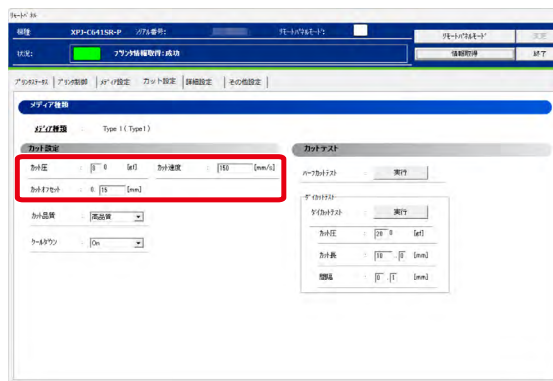 リモートパネル
機種 XPJ-C641SR-P シリアル番号: リモートパネルモード: リモートパネルモード 変更
状況: プリンタ情報取得:成功 情報取得 終了
プリンタステータス プリンタ制御 メディア設定 カット設定 詳細設定 その他設定
メディア種類
メディア種類 : Type 1 ( Type1 )
カット設定 カットテスト
カット圧 : 8 0 [gf] カット速度 : 150 [mm/s]
カットオフセット : 0. 15 [mm]
カット品質 : 高品質
クールダウン : On
ハーフカットテスト : 実行
ダイカットテスト
ダイカットテスト : 実行
カット圧 : 20 0 [gf]
カット長 : 10 . 0 [mm]
間隔 : 0 . 1 [mm]